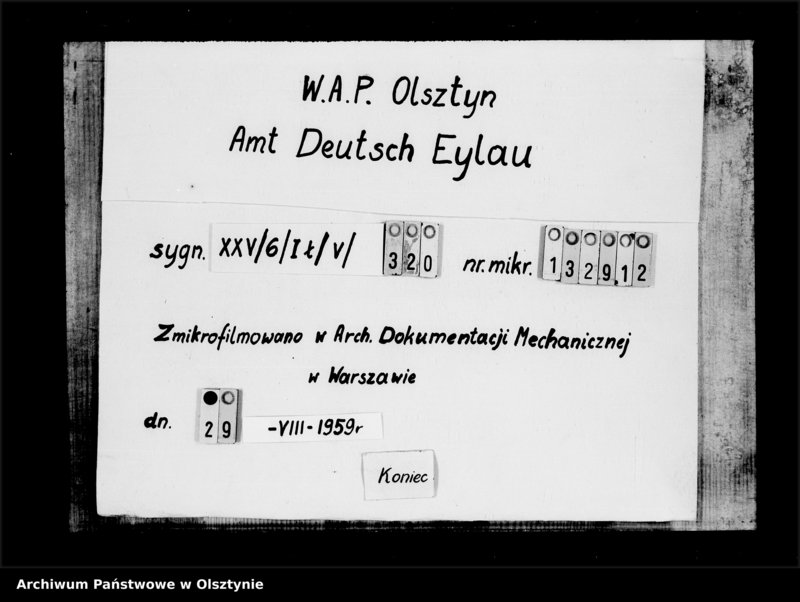 W.A.P. Olsztyn
Amt Deutsch Eylau
sygn. XXV/6/I ł/V/ 320 nr. mikr. 132912
Zmikrofilmowano w Arch. Dokumentacji Mechanicznej
w Warszawie
dn. 29 -VIII-1959r
Koniec
Archiwum Państwowe w Olsztynie